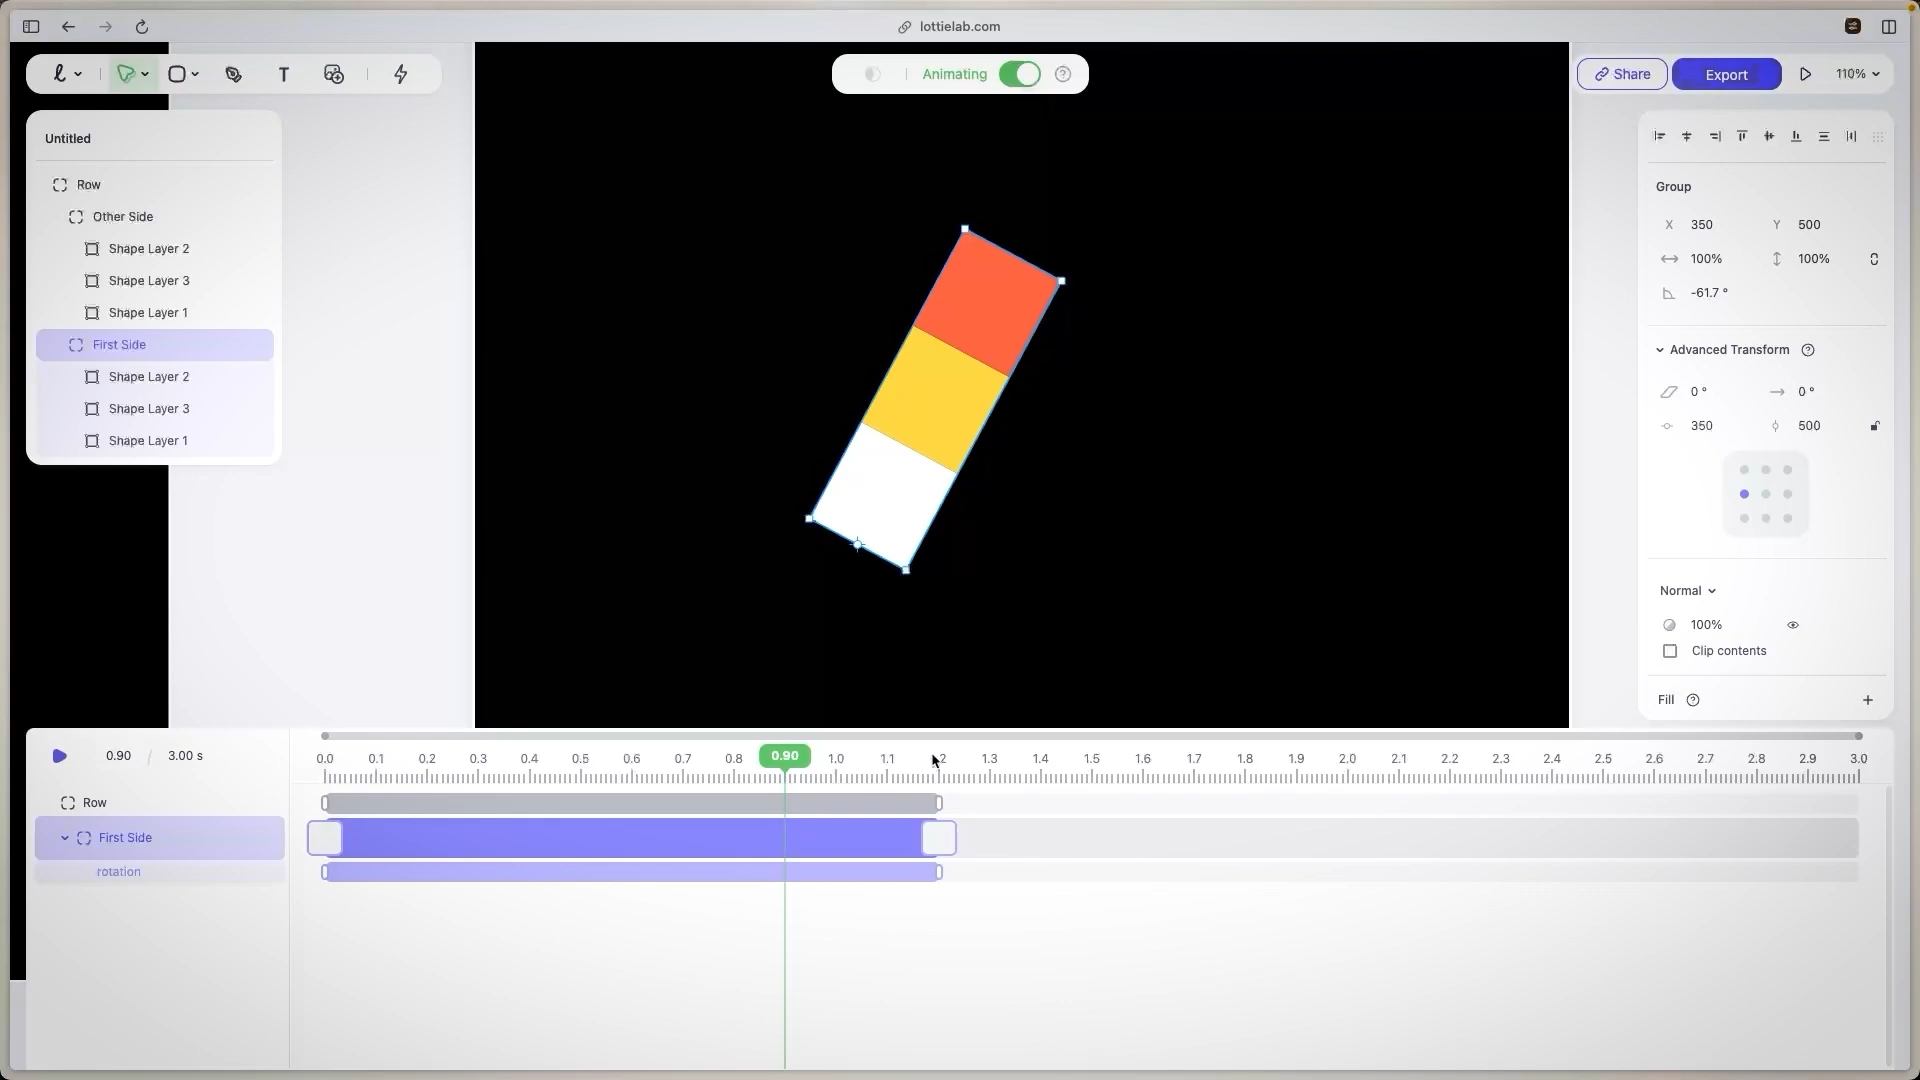 lottielab.com
Animating
Share
Export
110%
Untitled
Row
Other Side
Shape Layer 2
Shape Layer 3
Shape Layer 1
First Side
Shape Layer 2
Shape Layer 3
Shape Layer 1
Group
X 350 Y 500
100% 100%
-61.7 °
Advanced Transform
0 ° 0 °
350 500
Normal
100%
Clip contents
Fill
0.90 / 3.00 s
0.0 0.1 0.2 0.3 0.4 0.5 0.6 0.7 0.8 0.90 1.0 1.1 1.3 1.4 1.5 1.6 1.7 1.8 1.9 2.0 2.1 2.2 2.3 2.4 2.5 2.6 2.7 2.8 2.9 3.0
Row
First Side
rotation